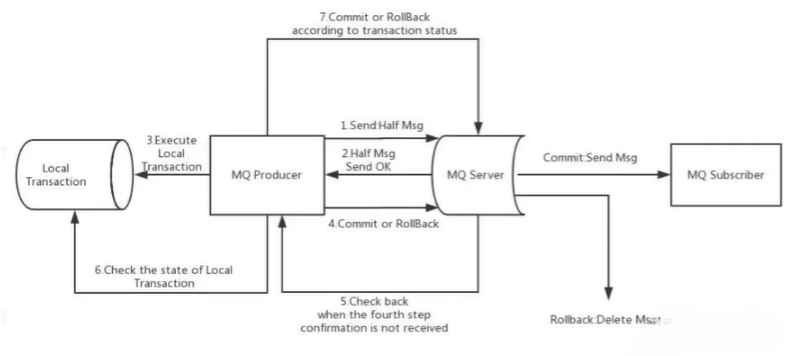 7.Commit or RollBack
according to transaction status
1.Send:Half Msg
3.Execute
Local
Transaction
2.Half Msg
Send OK
Local
Transaction
MQ Producer
MQ Server
Commit:Send Msg
MQ Subscriber
4.Commit or RollBack
6.Check the state of Local
Transaction
5.Check back
when the fourth step
confirmation is not received
Rollback:Delete Msg